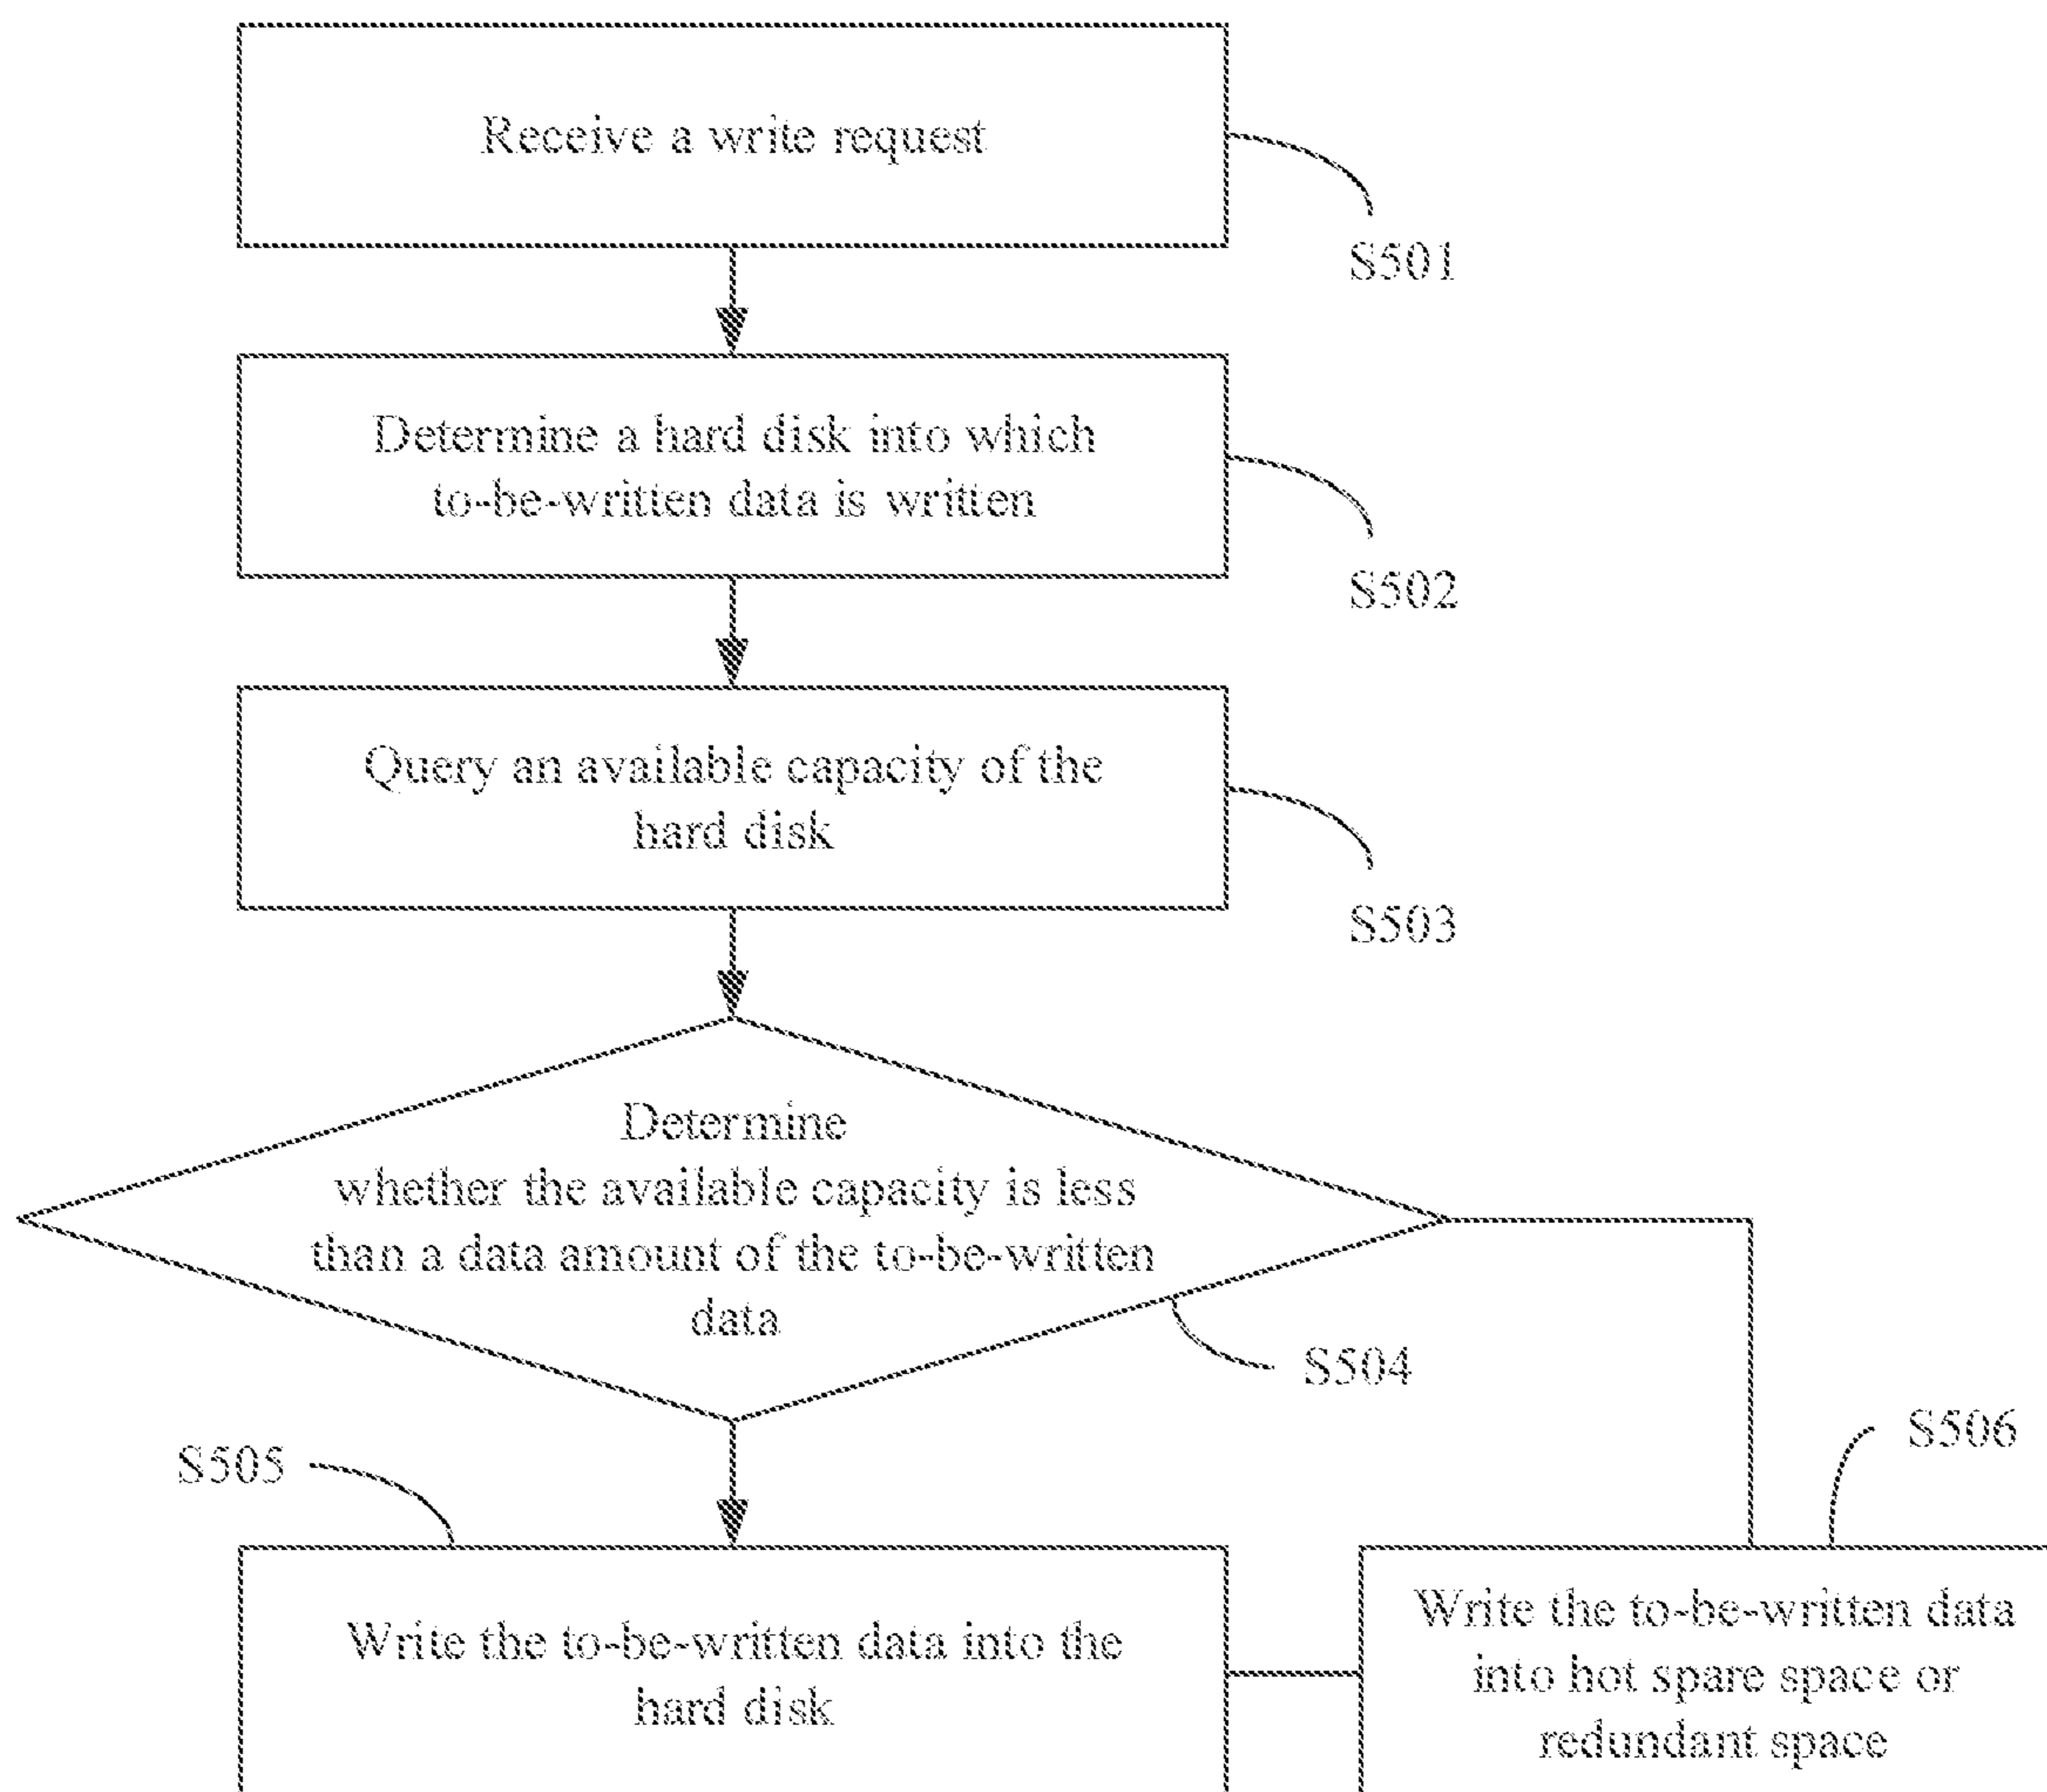 Receive a write request
S501
Determine a hard disk into which
to-be-written data is written
S502
Query an available capacity of the
hard disk
S503
Determine
whether the available capacity is less
than a data amount of the to-be-written
data
S504
S505
S506
Write the to-be-written data into the
hard disk
Write the to-be-written data
into hot spare space or
redundant space